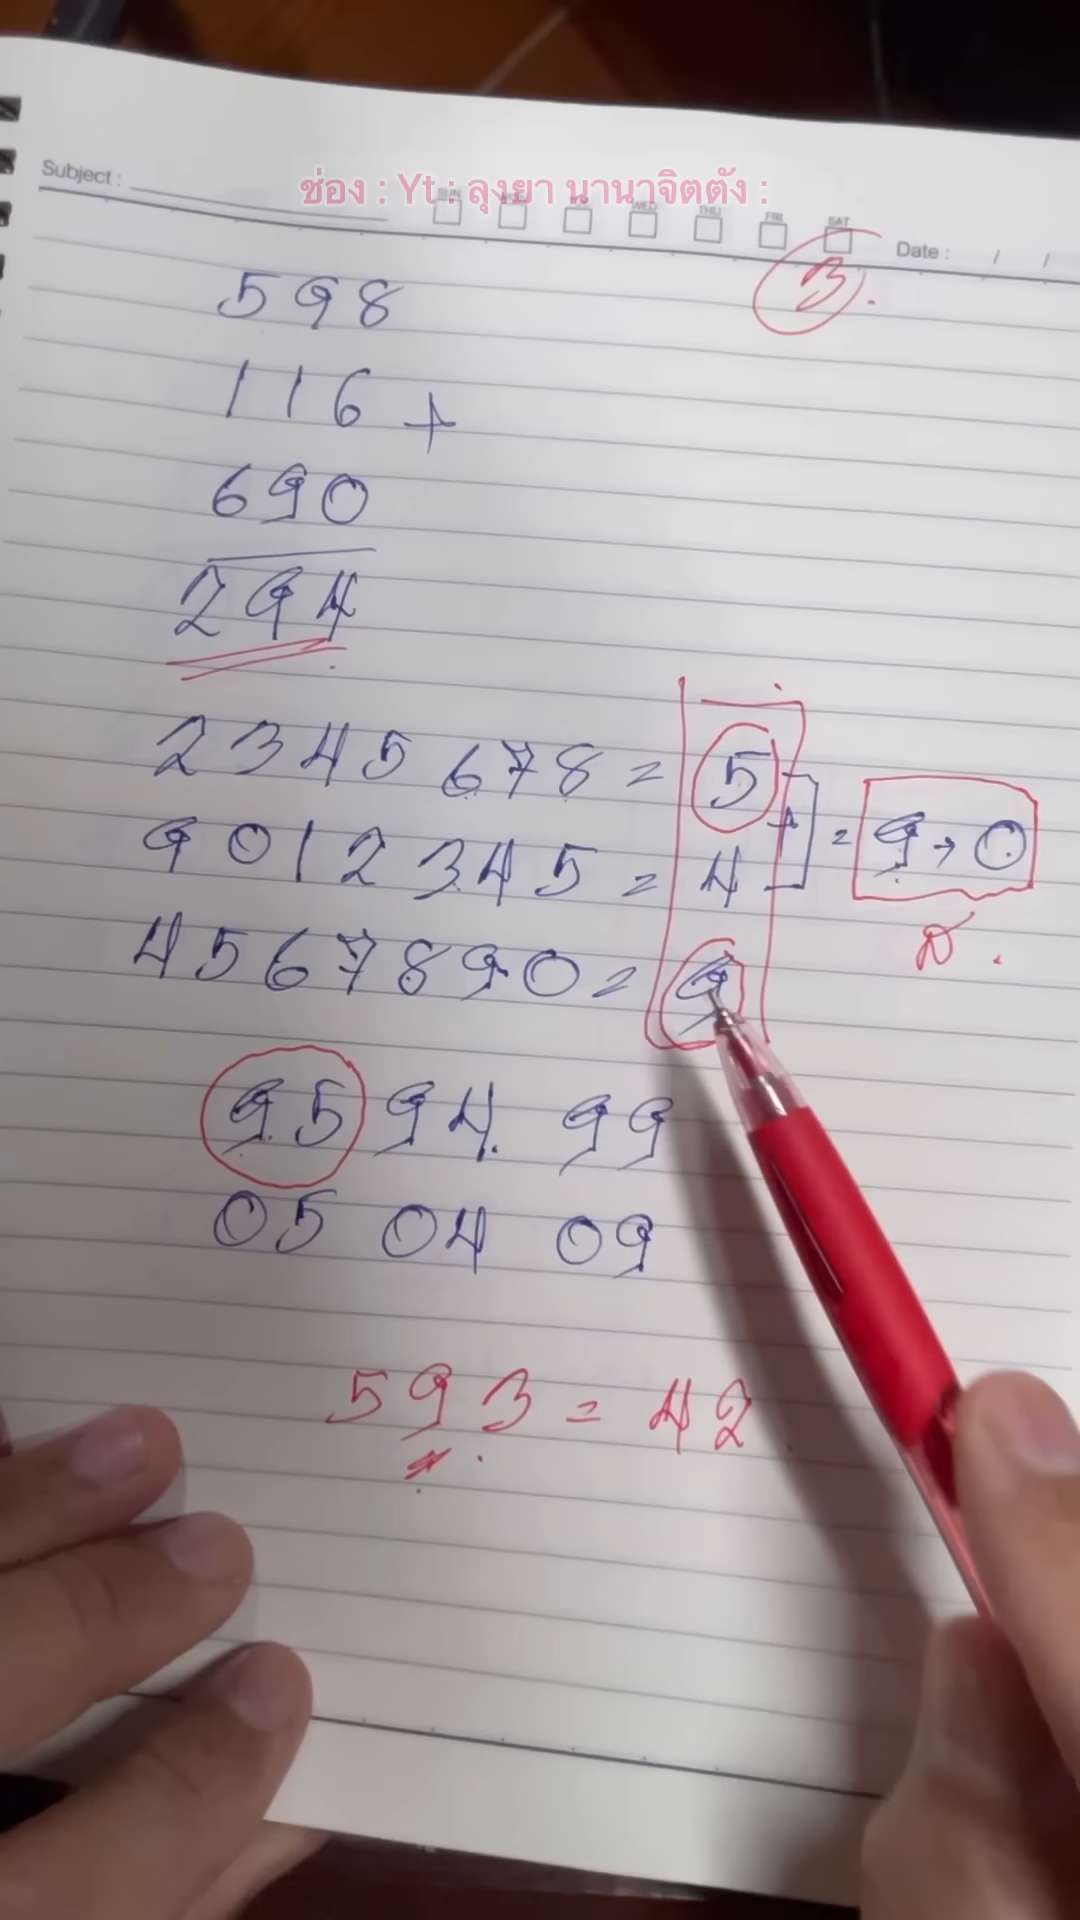 ช่อง : Yt : ลุงยา นานาจิตตัง :
Subject :
SUN MON TUE WED THU FRI SAT
Date : / /
3.
598
116 +
690
294
2345678 = 5
+ = 9 → 0
9012345 = 4
ส.
4567890 = 9
95 94. 99
05 04 09
593 = 42